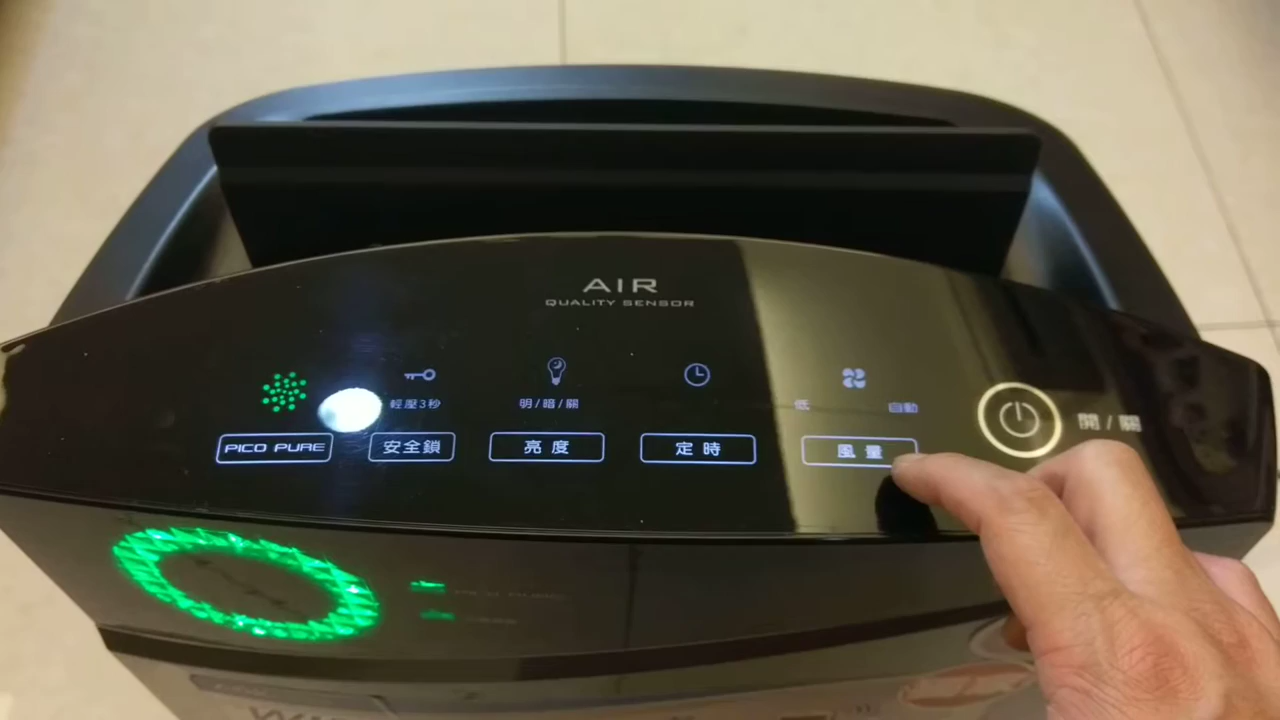 AIR
QUALITY SENSOR
輕壓3秒
明/暗/關
低
自動
開/關
PICO PURE
安全鎖
亮度
定時
風量